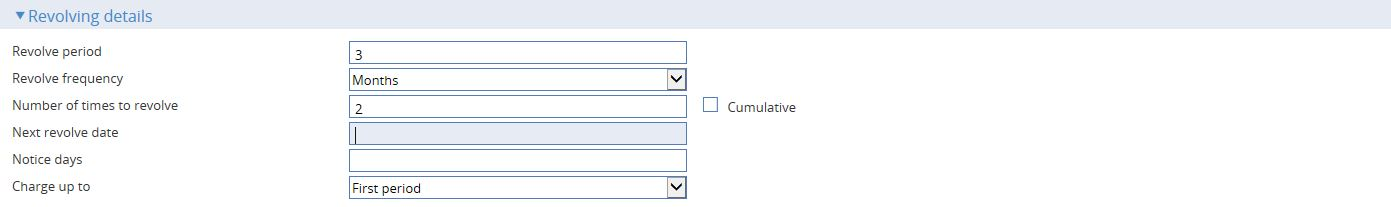 Revolving details
Revolve period 3
Revolve frequency Months
Number of times to revolve 2 Cumulative
Next revolve date
Notice days
Charge up to First period